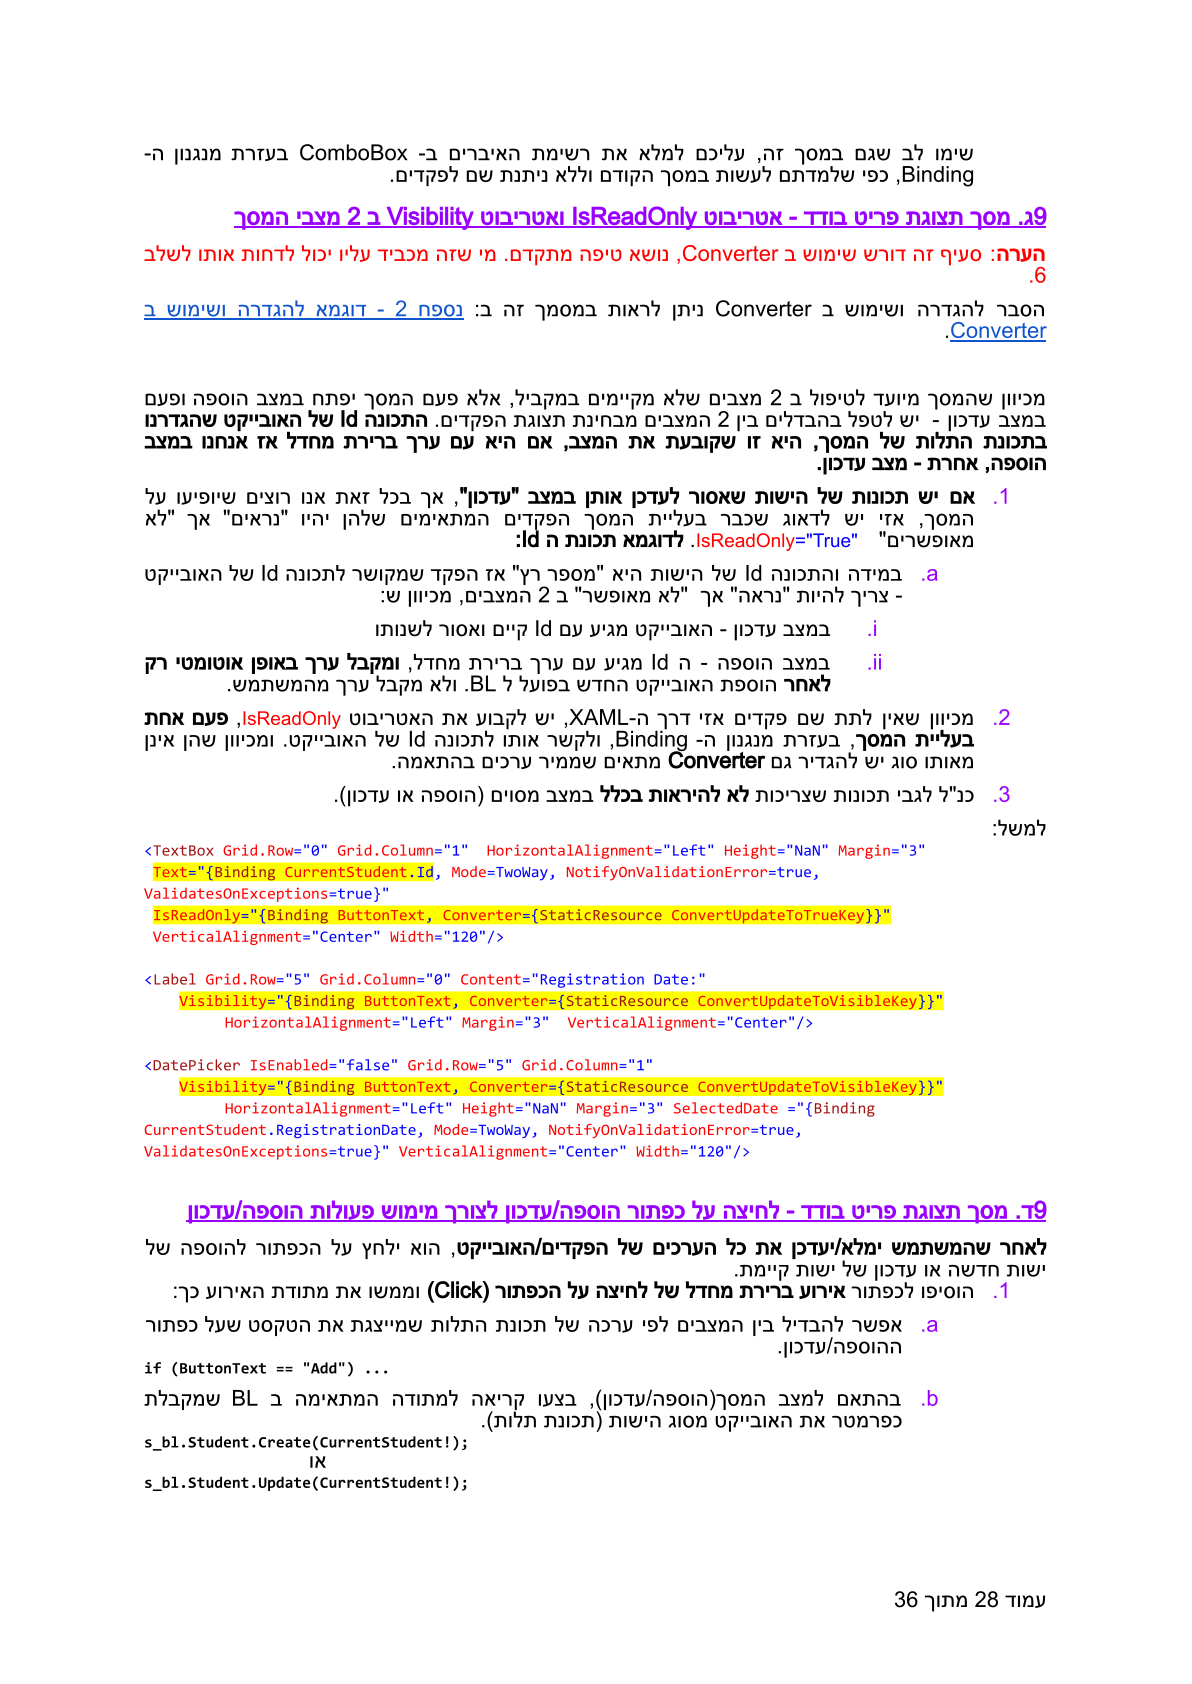 שימו לב שגם במסך זה, עליכם למלא את רשימת האיברים ב- ComboBox בעזרת מנגנון ה-
Binding, כפי שלמדתם לעשות במסך הקודם וללא ניתנת שם לפקדים.
9ג. מסך תצוגת פריט בודד - אטריבוט IsReadOnly ואטריבוט Visibility ב 2 מצבי המסך
הערה: סעיף זה דורש שימוש ב Converter, נושא טיפה מתקדם. מי שזה מכביד עליו יכול לדחות אותו לשלב
6.
הסבר להגדרה ושימוש ב Converter ניתן לראות במסמך זה ב: נספח 2 - דוגמא להגדרה ושימוש ב
Converter.
מכיוון שהמסך מיועד לטיפול ב 2 מצבים שלא מקיימים במקביל, אלא פעם המסך יפתח במצב הוספה ופעם
במצב עדכון - יש לטפל בהבדלים בין 2 המצבים מבחינת תצוגת הפקדים. התכונה Id של האובייקט שהגדרנו
בתכונת התלות של המסך, היא זו שקובעת את המצב, אם היא עם ערך ברירת מחדל אז אנחנו במצב
הוספה, אחרת - מצב עדכון.
1. אם יש תכונות של הישות שאסור לעדכן אותן במצב "עדכון", אך בכל זאת אנו רוצים שיופיעו על
המסך, אזי יש לדאוג שכבר בעליית המסך הפקדים המתאימים שלהן יהיו "נראים" אך "לא
מאופשרים" IsReadOnly="True". לדוגמא תכונת ה Id:
a. במידה והתכונה Id של הישות היא "מספר רץ" אז הפקד שמקושר לתכונה Id של האובייקט
- צריך להיות "נראה" אך "לא מאופשר" ב 2 המצבים, מכיוון ש:
i. במצב עדכון - האובייקט מגיע עם Id קיים ואסור לשנותו
ii. במצב הוספה - ה Id מגיע עם ערך ברירת מחדל, ומקבל ערך באופן אוטומטי רק
לאחר הוספת האובייקט החדש בפועל ל BL. ולא מקבל ערך מהמשתמש.
2. מכיוון שאין לתת שם פקדים אזי דרך ה-XAML, יש לקבוע את האטריבוט IsReadOnly, פעם אחת
בעליית המסך, בעזרת מנגנון ה- Binding, ולקשר אותו לתכונה Id של האובייקט. ומכיוון שהן אינן
מאותו סוג יש להגדיר גם Converter מתאים שממיר ערכים בהתאמה.
3. כנ"ל לגבי תכונות שצריכות לא להיראות בכלל במצב מסוים (הוספה או עדכון).
למשל:
<TextBox Grid.Row="0" Grid.Column="1"  HorizontalAlignment="Left" Height="NaN" Margin="3"
Text="{Binding CurrentStudent.Id, Mode=TwoWay, NotifyOnValidationError=true,
ValidatesOnExceptions=true}"
IsReadOnly="{Binding ButtonText, Converter={StaticResource ConvertUpdateToTrueKey}}"
VerticalAlignment="Center" Width="120"/>
<Label Grid.Row="5" Grid.Column="0" Content="Registration Date:"
Visibility="{Binding ButtonText, Converter={StaticResource ConvertUpdateToVisibleKey}}"
HorizontalAlignment="Left" Margin="3"  VerticalAlignment="Center"/>
<DatePicker IsEnabled="false" Grid.Row="5" Grid.Column="1"
Visibility="{Binding ButtonText, Converter={StaticResource ConvertUpdateToVisibleKey}}"
HorizontalAlignment="Left" Height="NaN" Margin="3" SelectedDate ="{Binding
CurrentStudent.RegistrationDate, Mode=TwoWay, NotifyOnValidationError=true,
ValidatesOnExceptions=true}" VerticalAlignment="Center" Width="120"/>
9ד. מסך תצוגת פריט בודד - לחיצה על כפתור הוספה/עדכון לצורך מימוש פעולות הוספה/עדכון
לאחר שהמשתמש ימלא/יעדכן את כל הערכים של הפקדים/האובייקט, הוא ילחץ על הכפתור להוספה של
ישות חדשה או עדכון של ישות קיימת.
1. הוסיפו לכפתור אירוע ברירת מחדל של לחיצה על הכפתור (Click) וממשו את מתודת האירוע כך:
a. אפשר להבדיל בין המצבים לפי ערכה של תכונת התלות שמייצגת את הטקסט שעל כפתור
ההוספה/עדכון.
if (ButtonText == "Add") ...
b. בהתאם למצב המסך(הוספה/עדכון), בצעו קריאה למתודה המתאימה ב BL שמקבלת
כפרמטר את האובייקט מסוג הישות (תכונת תלות).
s_bl.Student.Create(CurrentStudent!);
או
s_bl.Student.Update(CurrentStudent!);
עמוד 28 מתוך 36